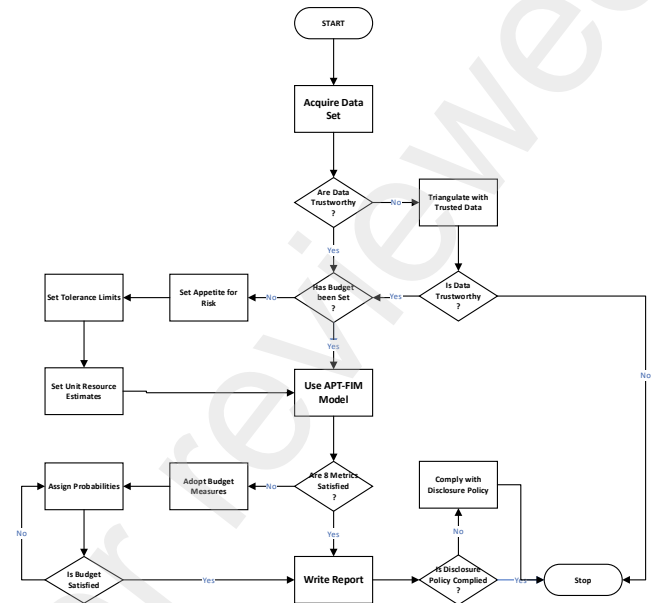 START
Acquire Data
Set
Are Data
Trustworthy
?
No
Triangulate with
Trusted Data
Yes
Set Tolerance Limits
Set Appetite for
Risk
No
Has Budget
been Set
?
Yes
Is Data
Trustworthy
?
Yes
No
Set Unit Resource
Estimates
Use APT-FIM
Model
Assign Probabilities
Adopt Budget
Measures
No
Are 8 Metrics
Satisfied
?
Comply with
Disclosure Policy
No
Yes
No
Is Budget
Satisfied
Yes
Write Report
Is Disclosure
Policy Complied
?
Yes
Stop